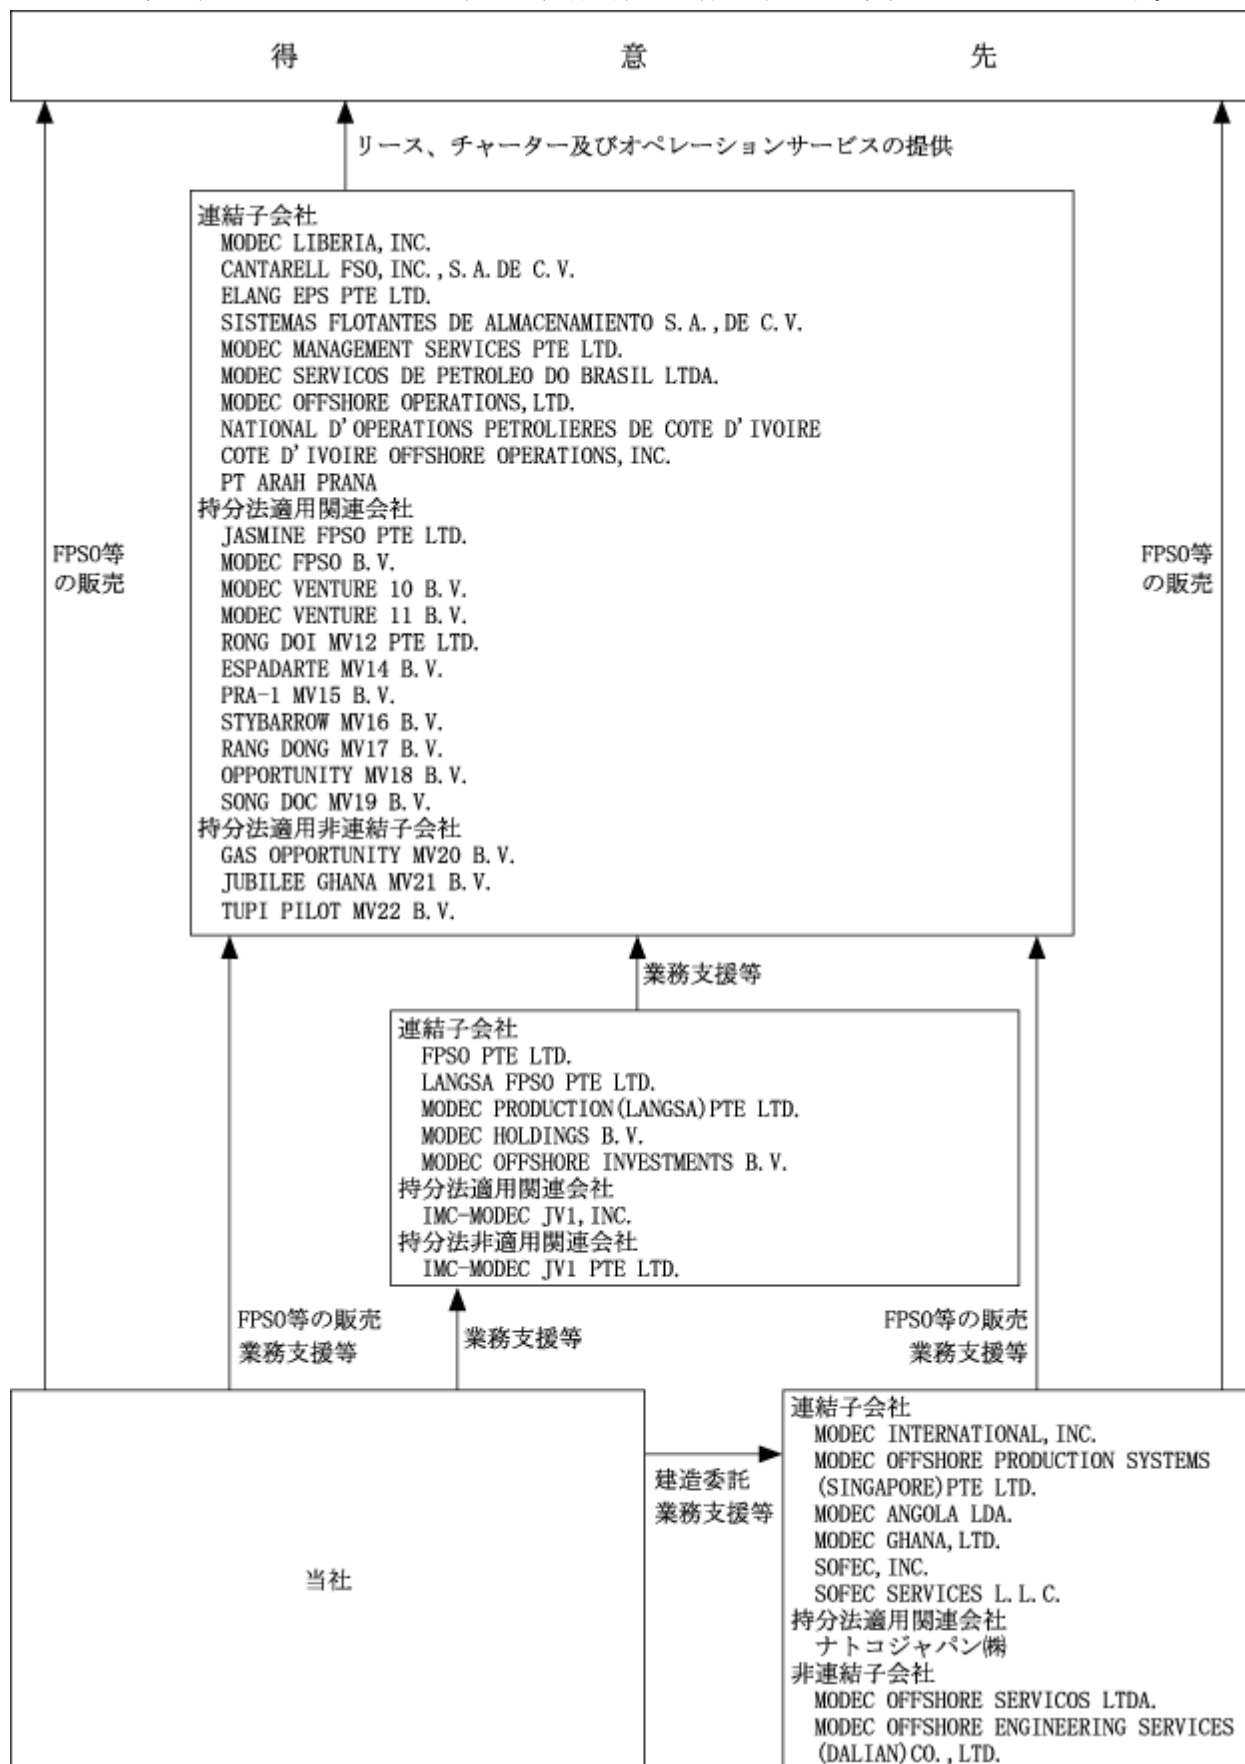 得意先
リース、チャーター及びオペレーションサービスの提供
連結子会社
MODEC LIBERIA,INC.
CANTARELL FSO,INC.,S.A.DE C.V.
ELANG EPS PTE LTD.
SISTEMAS FLOTANTES DE ALMACENAMIENTO S.A.,DE C.V.
MODEC MANAGEMENT SERVICES PTE LTD.
MODEC SERVICOS DE PETROLEO DO BRASIL LTDA.
MODEC OFFSHORE OPERATIONS,LTD.
NATIONAL D'OPERATIONS PETROLIERES DE COTE D'IVOIRE
COTE D'IVOIRE OFFSHORE OPERATIONS,INC.
PT ARAH PRANA
持分法適用関連会社
JASMINE FPSO PTE LTD.
MODEC FPSO B.V.
MODEC VENTURE 10 B.V.
MODEC VENTURE 11 B.V.
RONG DOI MV12 PTE LTD.
ESPADARTE MV14 B.V.
PRA-1 MV15 B.V.
STYBARROW MV16 B.V.
RANG DONG MV17 B.V.
OPPORTUNITY MV18 B.V.
SONG DOC MV19 B.V.
持分法適用非連結子会社
GAS OPPORTUNITY MV20 B.V.
JUBILEE GHANA MV21 B.V.
TUPI PILOT MV22 B.V.
FPSO等
の販売
FPSO等
の販売
業務支援等
連結子会社
FPSO PTE LTD.
LANGSA FPSO PTE LTD.
MODEC PRODUCTION(LANGSA)PTE LTD.
MODEC HOLDINGS B.V.
MODEC OFFSHORE INVESTMENTS B.V.
持分法適用関連会社
IMC-MODEC JV1,INC.
持分法非適用関連会社
IMC-MODEC JV1 PTE LTD.
FPSO等の販売
業務支援等
業務支援等
FPSO等の販売
業務支援等
当社
建造委託
業務支援等
連結子会社
MODEC INTERNATIONAL,INC.
MODEC OFFSHORE PRODUCTION SYSTEMS
(SINGAPORE)PTE LTD.
MODEC ANGOLA LDA.
MODEC GHANA,LTD.
SOFEC,INC.
SOFEC SERVICES L.L.C.
持分法適用関連会社
ナトコジャパン㈱
非連結子会社
MODEC OFFSHORE SERVICOS LTDA.
MODEC OFFSHORE ENGINEERING SERVICES
(DALIAN)CO.,LTD.